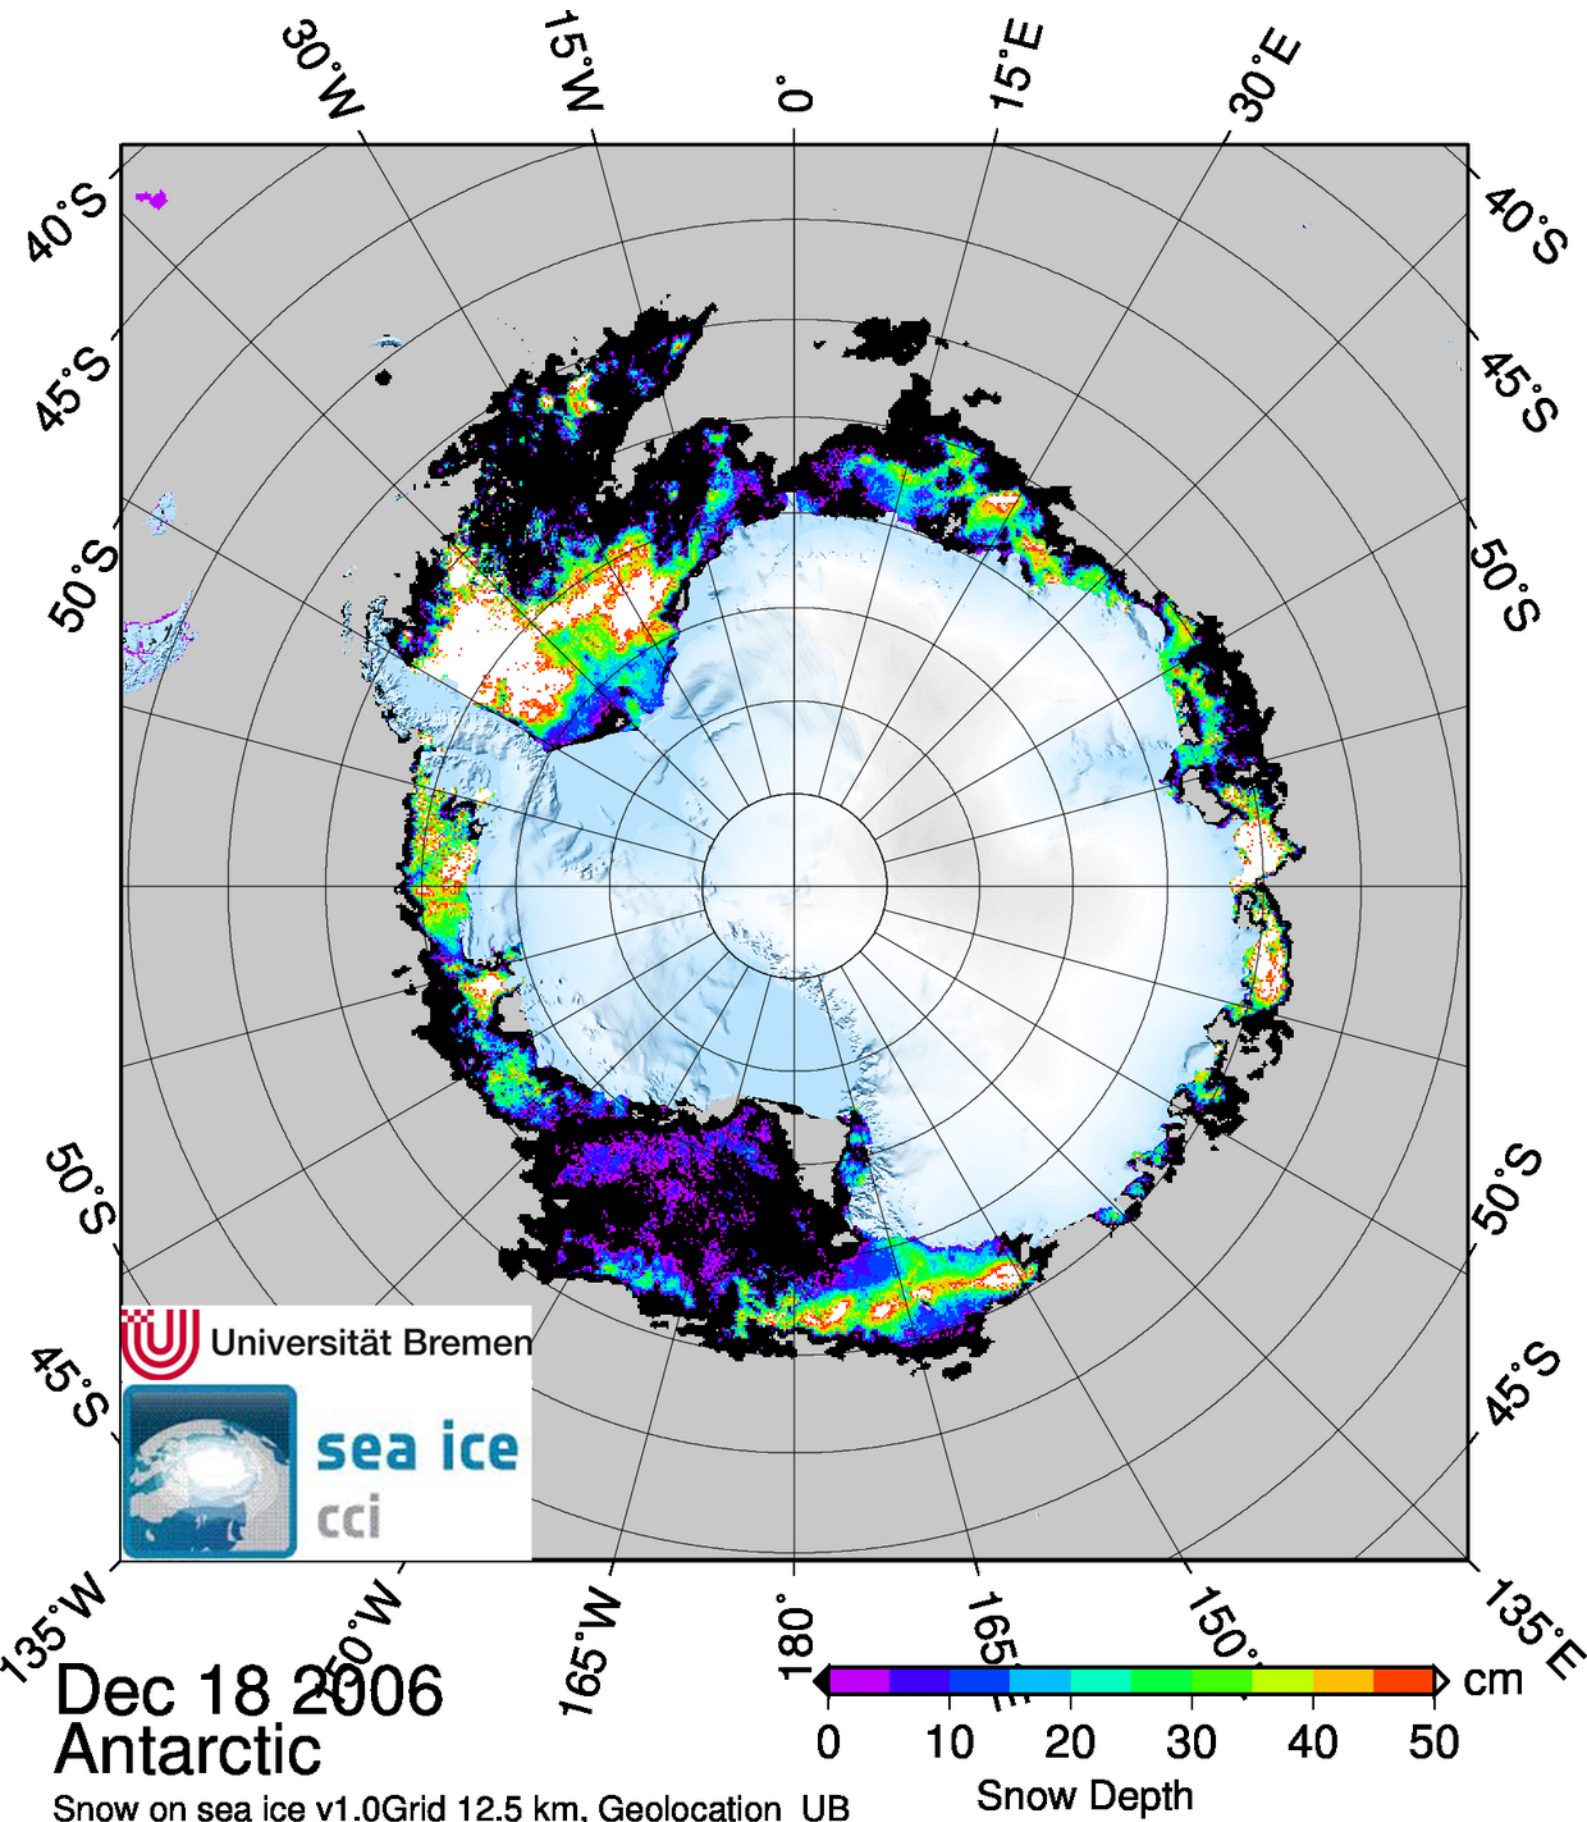 30°W 15°W 0° 15°E 30°E
40°S 40°S
45°S 45°S
50°S 50°S
50°S 50°S
45°S 45°S
Universität Bremen
sea ice
cci
135°W 150°W 165°W 180° 165°E 150° 135°E
Dec 18 2006
Antarctic
Snow on sea ice v1.0Grid 12.5 km, Geolocation UB
cm
0 10 20 30 40 50
Snow Depth